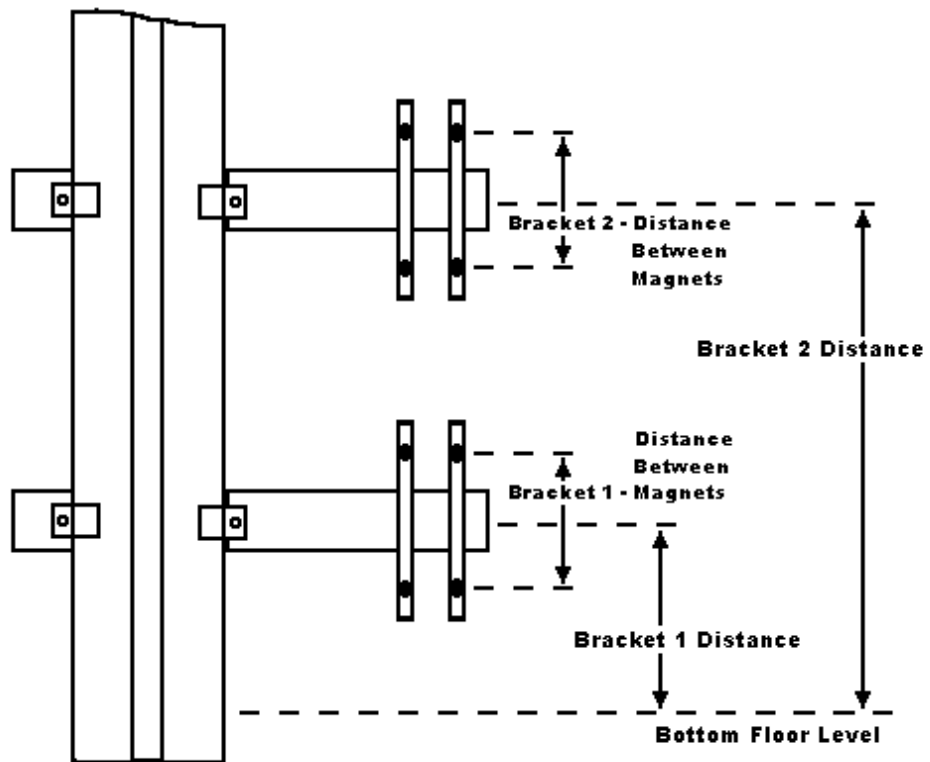 Bracket 2 - Distance
Between
Magnets
Bracket 2 Distance
Distance
Between
Bracket 1 - Magnets
Bracket 1 Distance
Bottom Floor Level